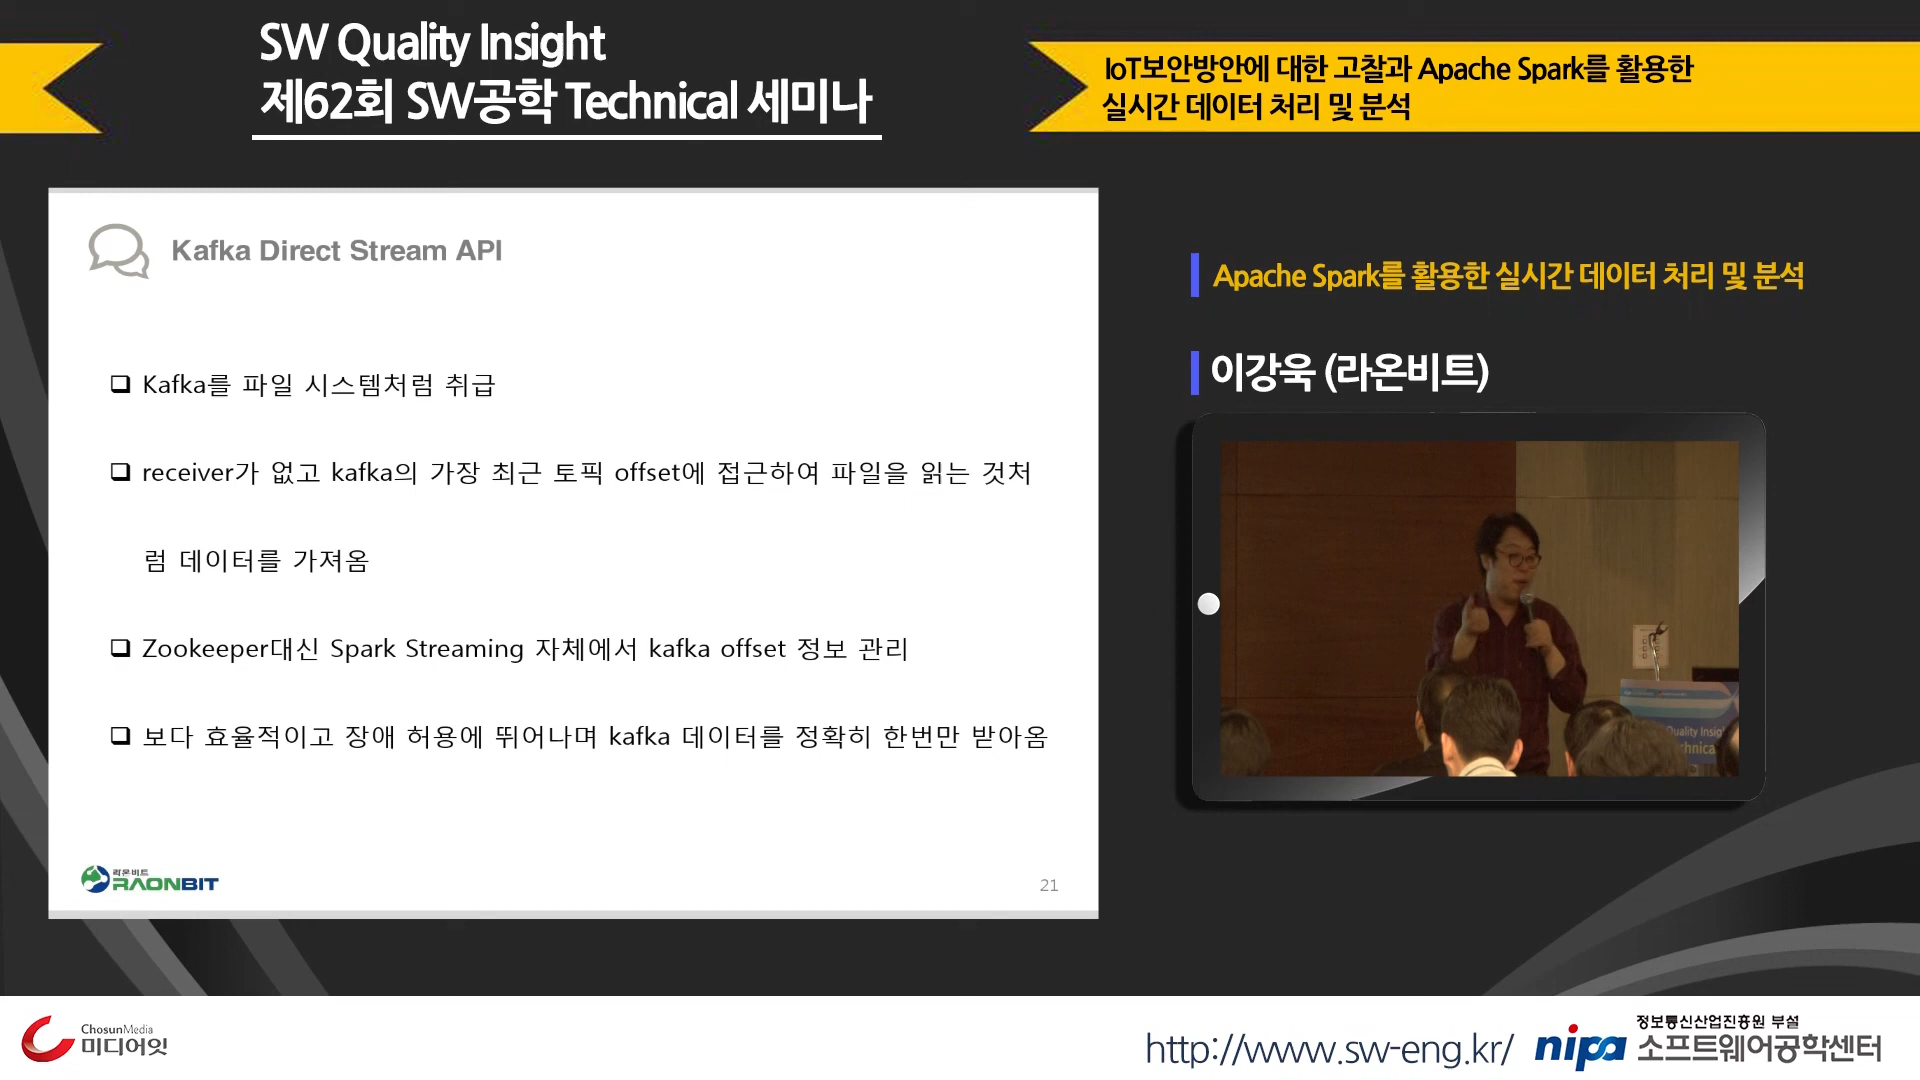 SW Quality Insight
제62회 SW공학 Technical 세미나
IoT보안방안에 대한 고찰과 Apache Spark를 활용한
실시간 데이터 처리 및 분석
Kafka Direct Stream API
Kafka를 파일 시스템처럼 취급
receiver가 없고 kafka의 가장 최근 토픽 offset에 접근하여 파일을 읽는 것처
럼 데이터를 가져옴
Zookeeper대신 Spark Streaming 자체에서 kafka offset 정보 관리
보다 효율적이고 장애 허용에 뛰어나며 kafka 데이터를 정확히 한번만 받아옴
라온비트
RAONBIT
21
Apache Spark를 활용한 실시간 데이터 처리 및 분석
이강욱 (라온비트)
Quality Insig
echnica
ChosunMedia
미디어잇
http://www.sw-eng.kr/
nipa
정보통신산업진흥원 부설
소프트웨어공학센터